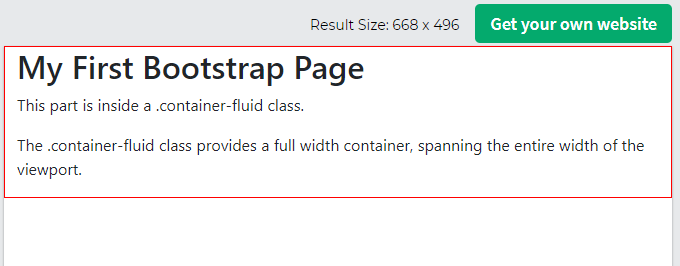 Result Size: 668 x 496
Get your own website
My First Bootstrap Page
This part is inside a .container-fluid class.
The .container-fluid class provides a full width container, spanning the entire width of the
viewport.